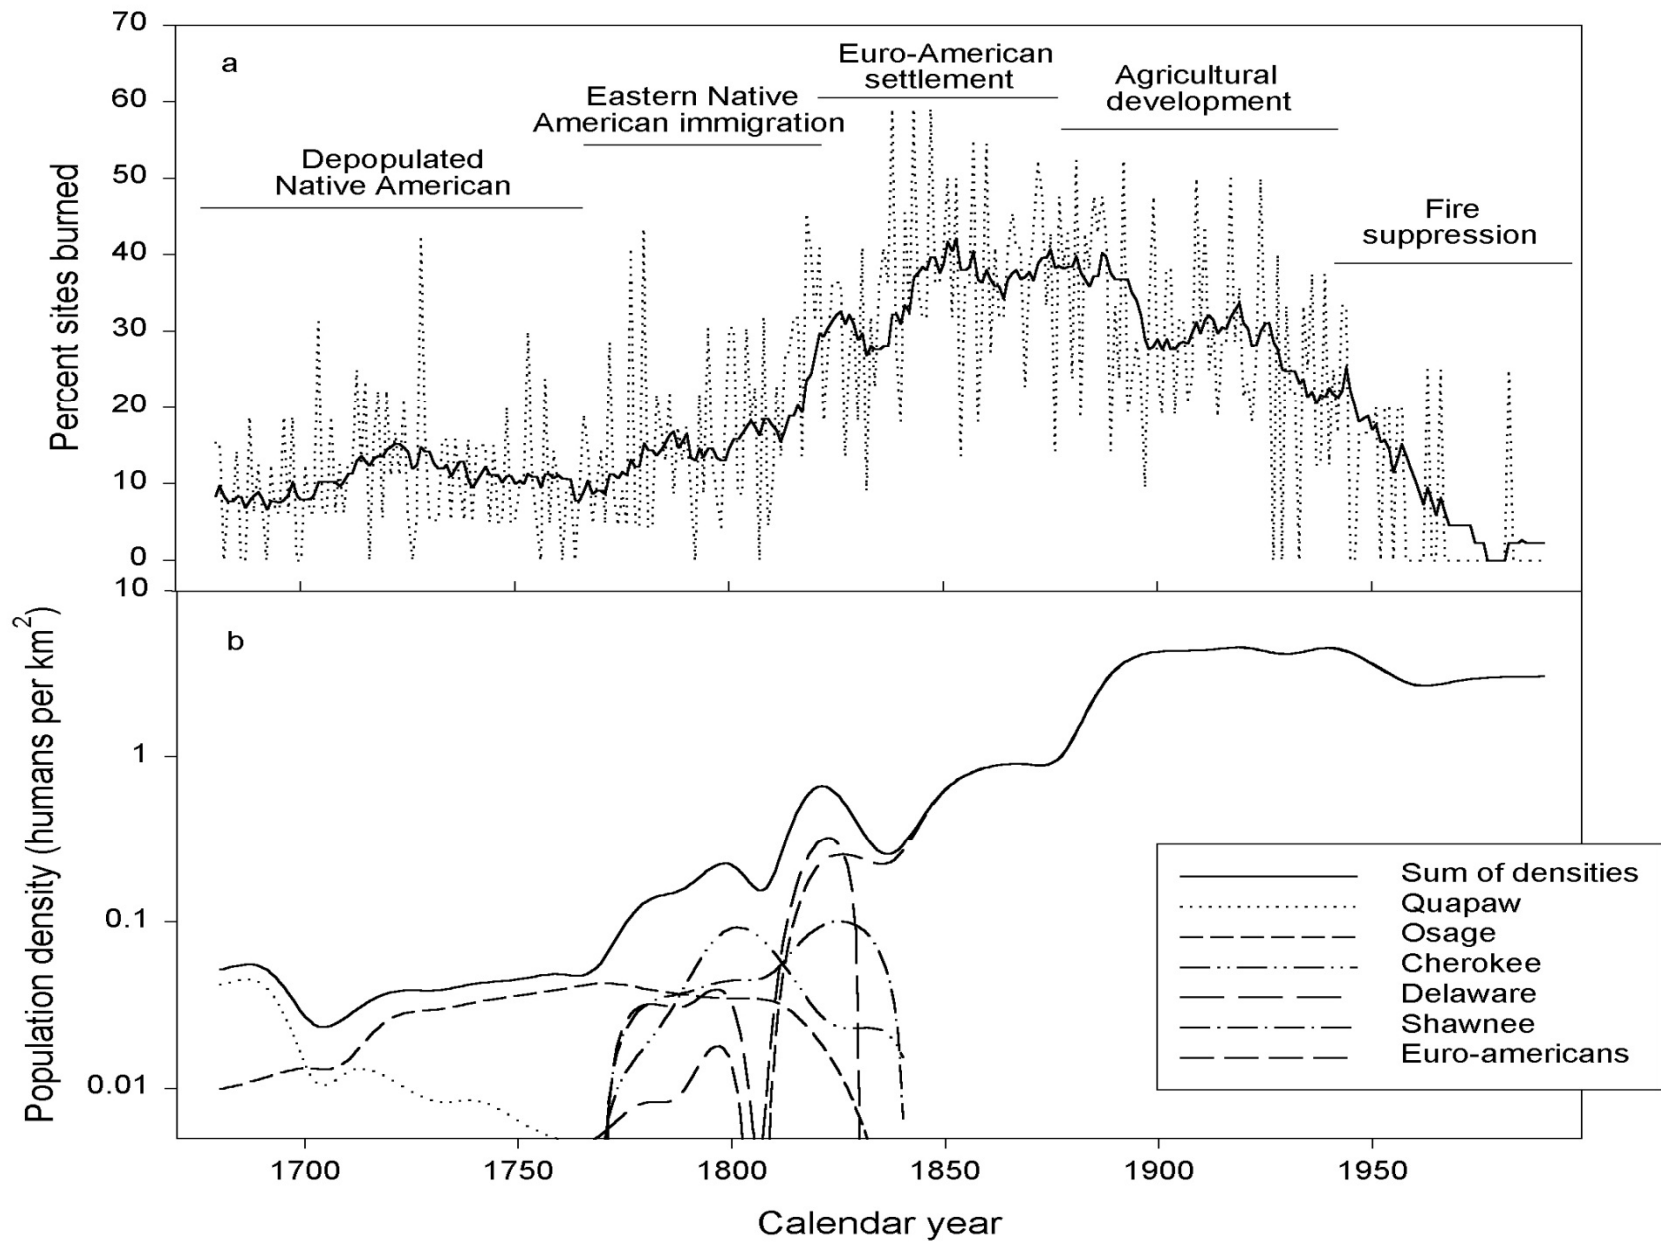 70
60
50
40
30
20
10
0
Percent sites burned
a
Depopulated
Native American
Eastern Native
American immigration
Euro-American
settlement
Agricultural
development
Fire
suppression
10
1
0.1
0.01
Population density (humans per km²)
b
Sum of densities
Quapaw
Osage
Cherokee
Delaware
Shawnee
Euro-americans
1700
1750
1800
1850
1900
1950
Calendar year